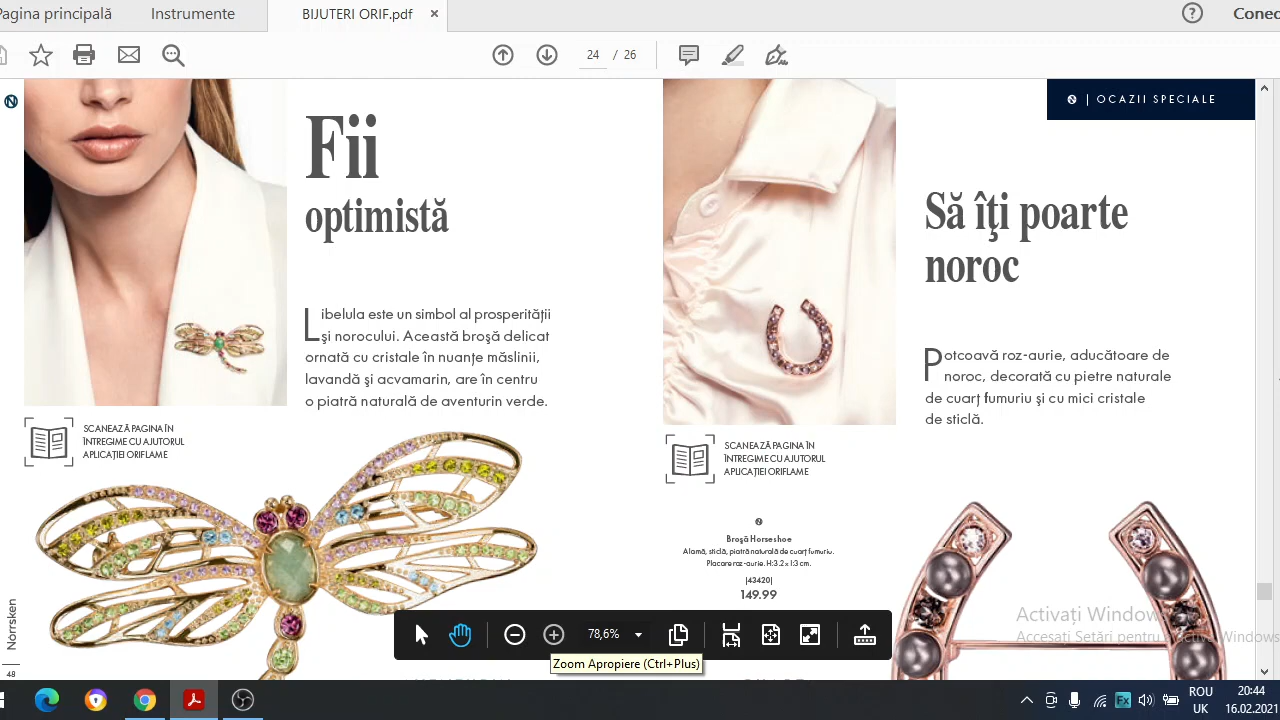 Pagina principală
Instrumente
BIJUTERI ORIF.pdf
Conec
24 / 26
OCAZII SPECIALE
Fii
optimistă
Libelula este un simbol al prosperității
și norocului. Această broşă delicat
ornată cu cristale în nuanţe măslinii,
lavandă şi acvamarin, are în centru
o piatră naturală de aventurin verde.
SCANEAZĂ PAGINA ÎN
ÎNTREGIME CU AJUTORUL
APLICAŢIEI ORIFLAME
Să îţi poarte
noroc
Potcoavă roz-aurie, aducătoare de
noroc, decorată cu pietre naturale
de cuarţ fumuriu şi cu mici cristale
de sticlă.
SCANEAZĂ PAGINA ÎN
ÎNTREGIME CU AJUTORUL
APLICAŢIEI ORIFLAME
Broşă Horseshoe
Alamă, sticlă, piatră naturală de cuarţ fumuriu.
Placare roz-aurie. H:3.2 x l:3 cm.
|43420|
149.99
Norrsken
48
78,6%
Zoom Apropiere (Ctrl+Plus)
Activați Windows
Accesați Setări pentru a activa Windows
ROU
UK
20:44
16.02.2021